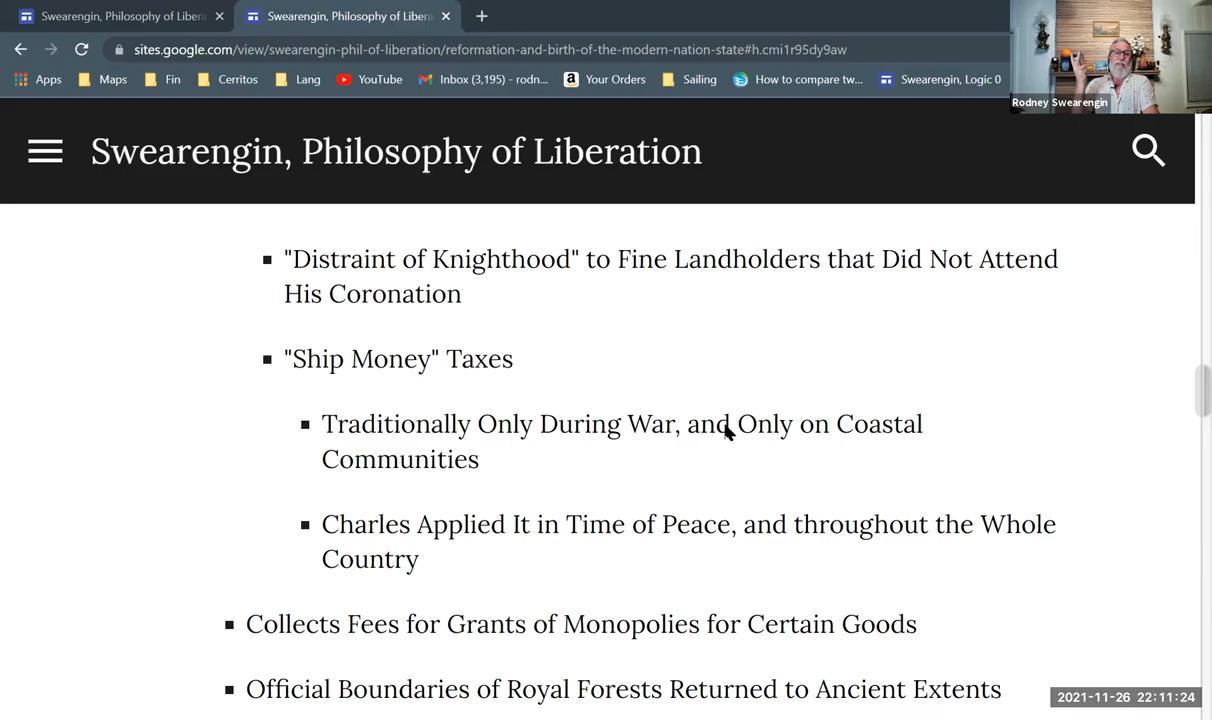 Swearengin, Philosophy of Libera
Swearengin, Philosophy of Libera
sites.google.com/view/swearengin-phil-of-liberation/reformation-and-birth-of-the-modern-nation-state#h.cmi1r95dy9aw
Apps Maps Fin Cerritos Lang YouTube Inbox (3,195) - rodn... Your Orders Sailing How to compare tw... Swearengin, Logic 0
Rodney Swearengin
Swearengin, Philosophy of Liberation
"Distraint of Knighthood" to Fine Landholders that Did Not Attend
His Coronation
"Ship Money" Taxes
Traditionally Only During War, and Only on Coastal
Communities
Charles Applied It in Time of Peace, and throughout the Whole
Country
Collects Fees for Grants of Monopolies for Certain Goods
Official Boundaries of Royal Forests Returned to Ancient Extents
2021-11-26 22:11:24